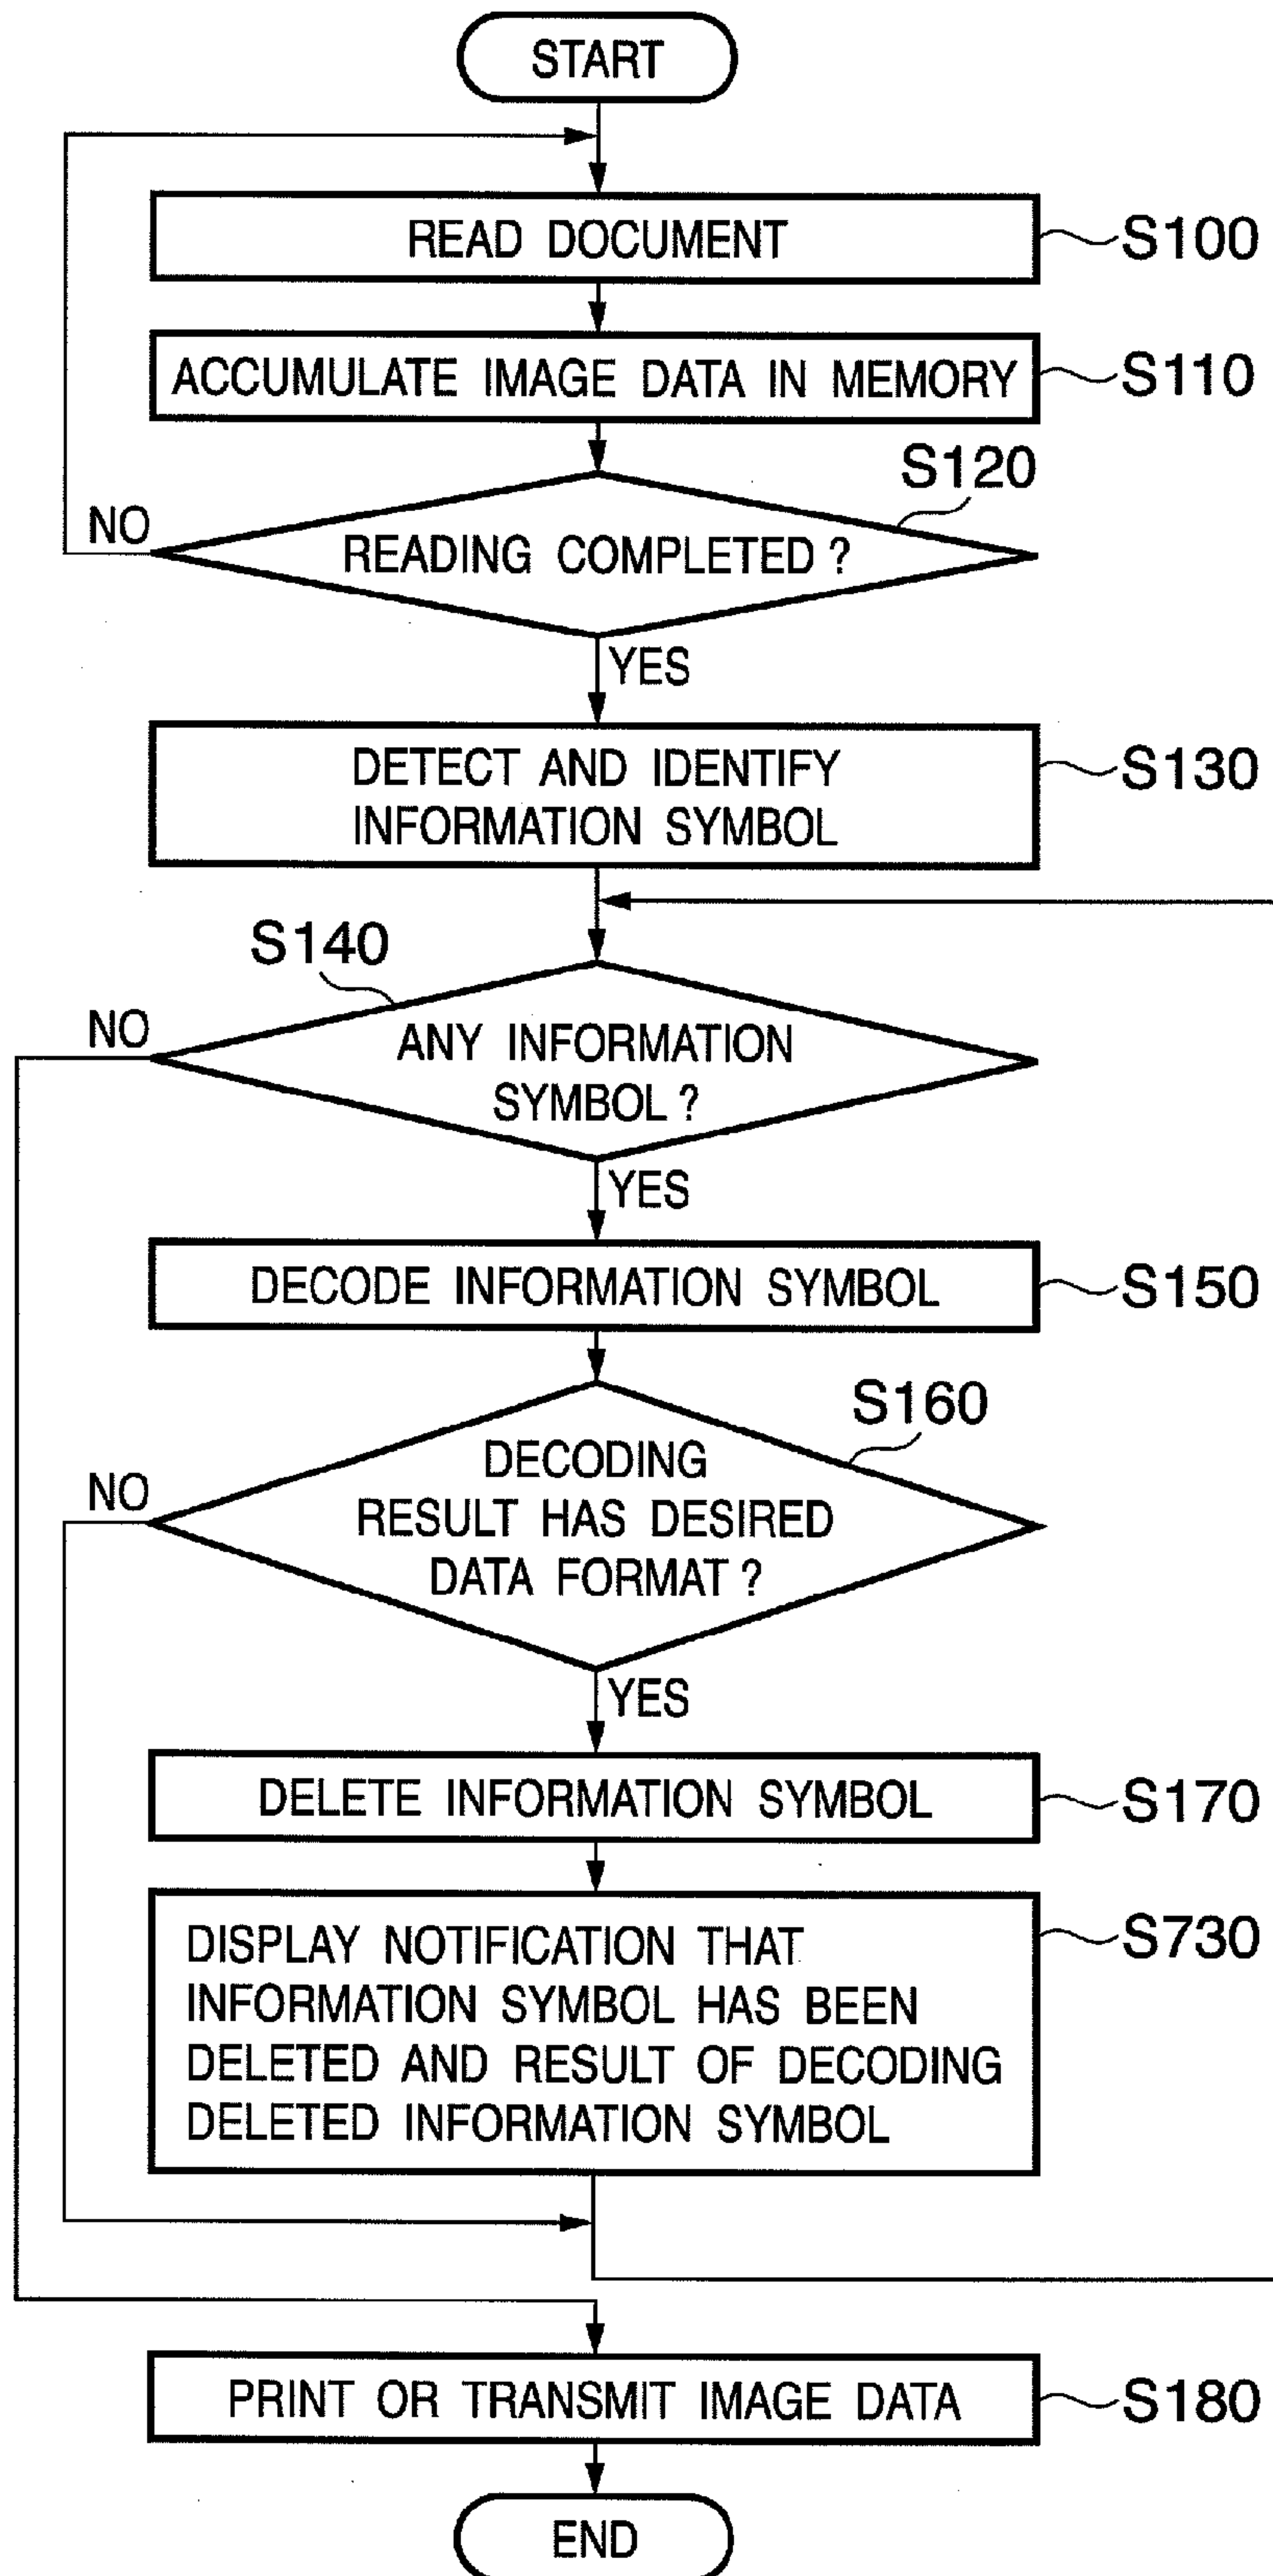 START
READ DOCUMENT
S100
ACCUMULATE IMAGE DATA IN MEMORY
S110
S120
NO
READING COMPLETED ?
YES
DETECT AND IDENTIFY
INFORMATION SYMBOL
S130
S140
NO
ANY INFORMATION
SYMBOL ?
YES
DECODE INFORMATION SYMBOL
S150
S160
NO
DECODING
RESULT HAS DESIRED
DATA FORMAT ?
YES
DELETE INFORMATION SYMBOL
S170
DISPLAY NOTIFICATION THAT
INFORMATION SYMBOL HAS BEEN
DELETED AND RESULT OF DECODING
DELETED INFORMATION SYMBOL
S730
PRINT OR TRANSMIT IMAGE DATA
S180
END